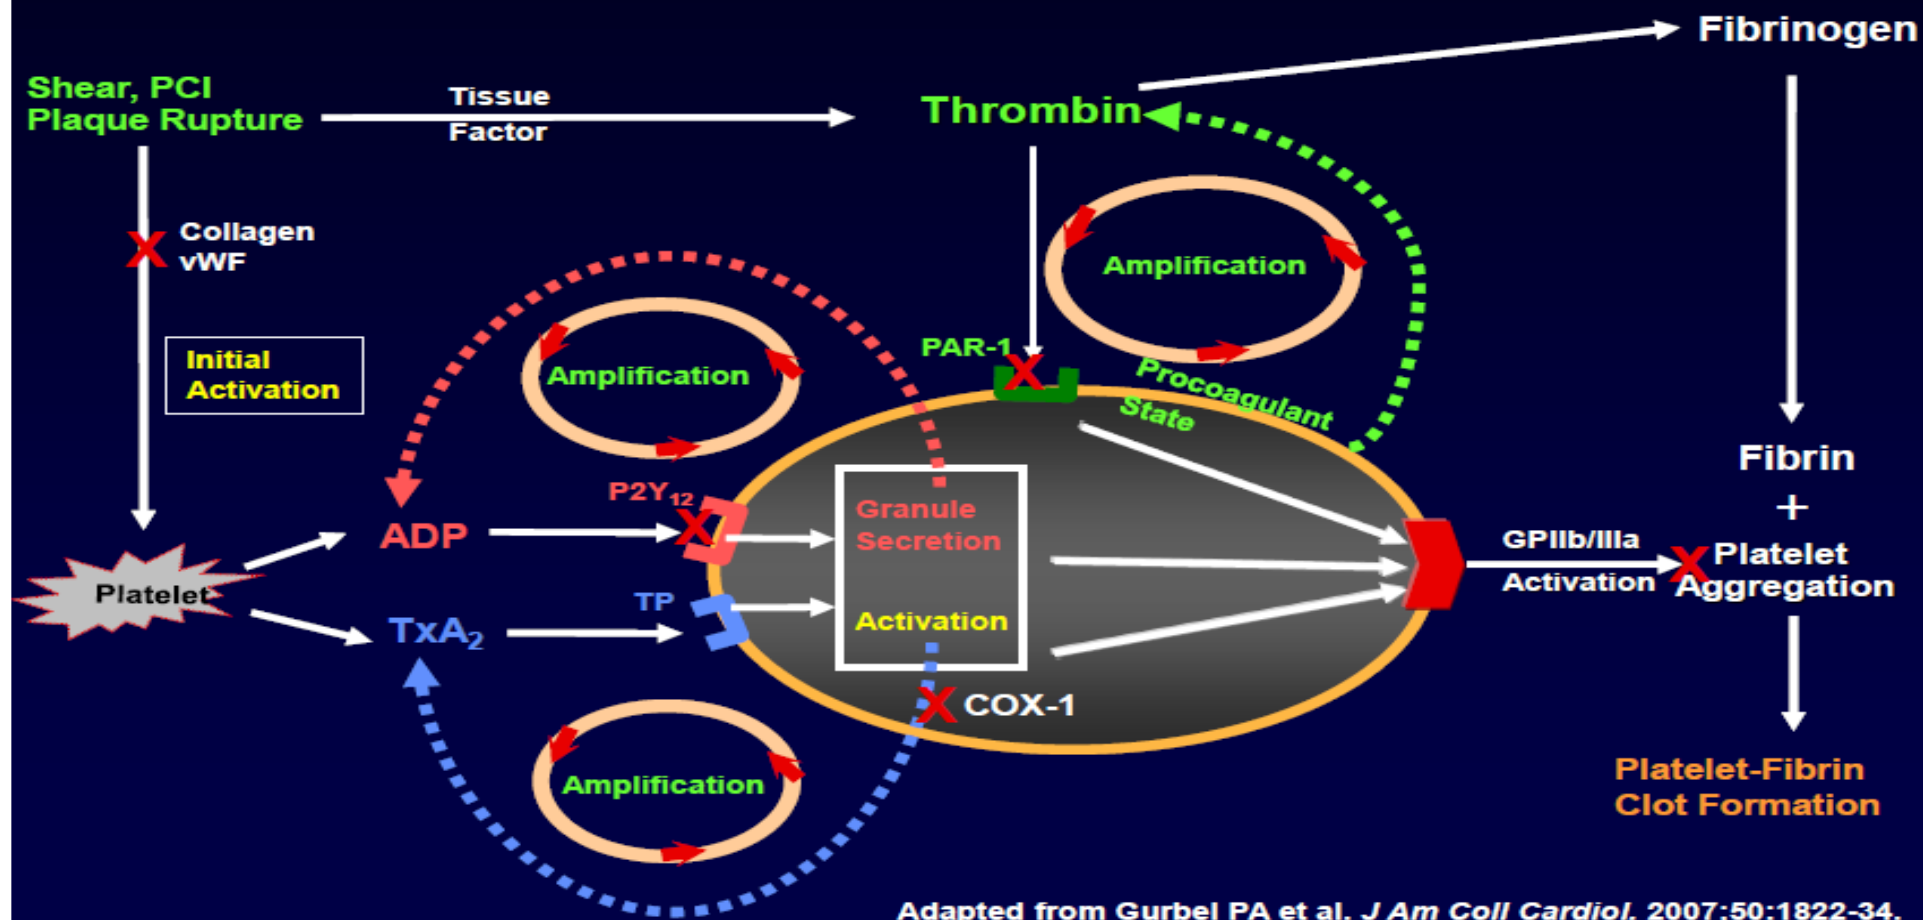 Fibrinogen
Shear, PCI
Plaque Rupture
Tissue
Factor
Thrombin
Collagen
vWF
Amplification
Initial
Activation
Amplification
PAR-1
Procoagulant
State
Fibrin
+
Platelet
Aggregation
P2Y₁₂
ADP
Granule
Secretion
GPIIb/IIIa
Activation
Platelet
TP
TxA₂
Activation
COX-1
Amplification
Platelet-Fibrin
Clot Formation
Adapted from Gurbel PA et al. J Am Coll Cardiol. 2007;50:1822-34.